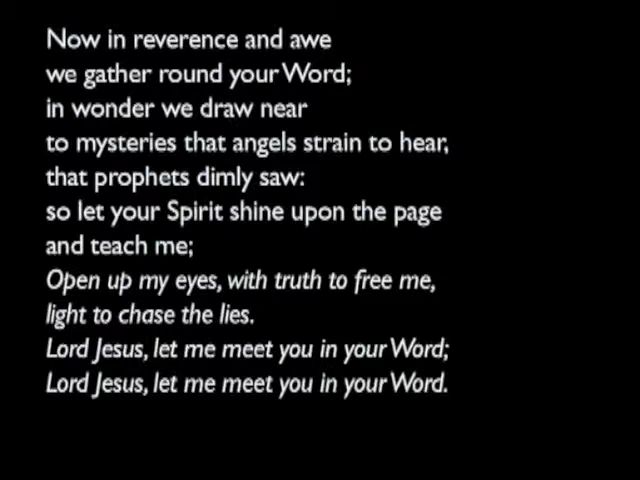 Now in reverence and awe
we gather round your Word;
in wonder we draw near
to mysteries that angels strain to hear,
that prophets dimly saw:
so let your Spirit shine upon the page
and teach me;
Open up my eyes, with truth to free me,
light to chase the lies.
Lord Jesus, let me meet you in your Word;
Lord Jesus, let me meet you in your Word.